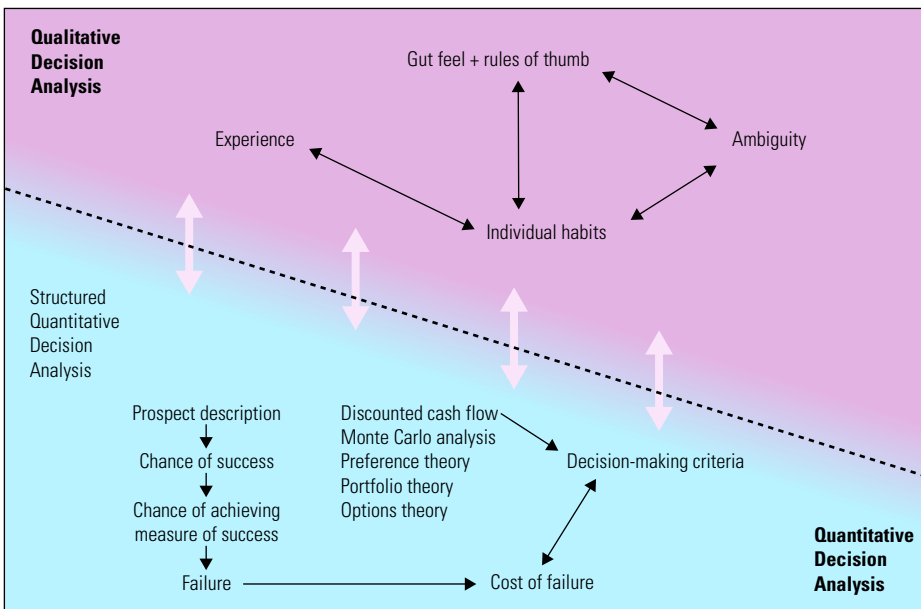 Qualitative
Decision
Analysis
Gut feel + rules of thumb
Experience
Ambiguity
Individual habits
Structured
Quantitative
Decision
Analysis
Prospect description
Chance of success
Chance of achieving
measure of success
Failure
Discounted cash flow
Monte Carlo analysis
Preference theory
Portfolio theory
Options theory
Decision-making criteria
Cost of failure
Quantitative
Decision
Analysis